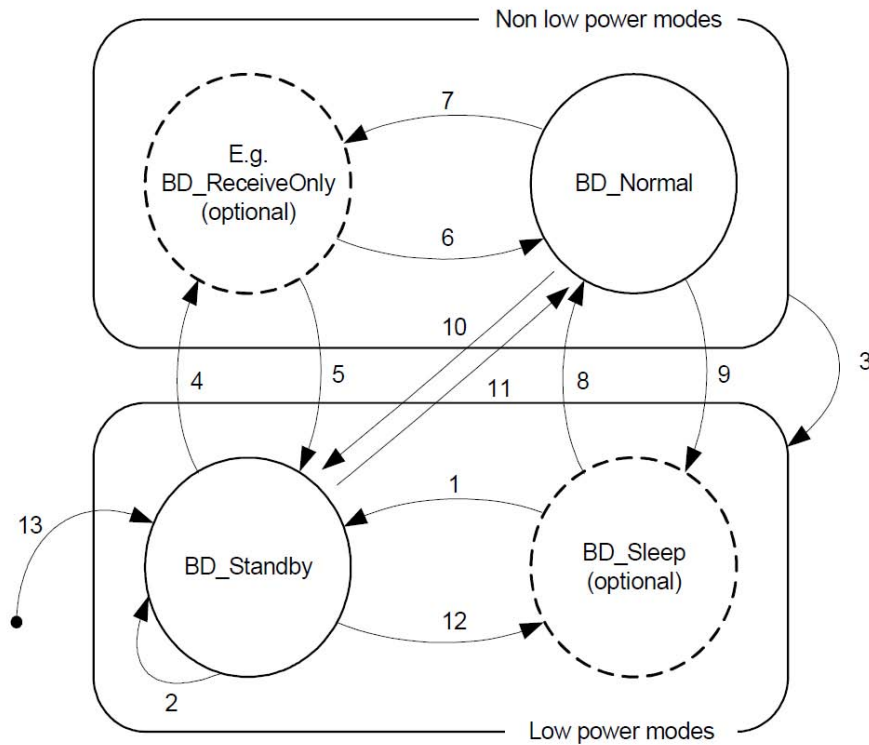 Non low power modes
7
E.g.
BD_ReceiveOnly
(optional)
BD_Normal
6
10
3
4
5
11
8
9
1
13
BD_Standby
BD_Sleep
(optional)
12
2
Low power modes